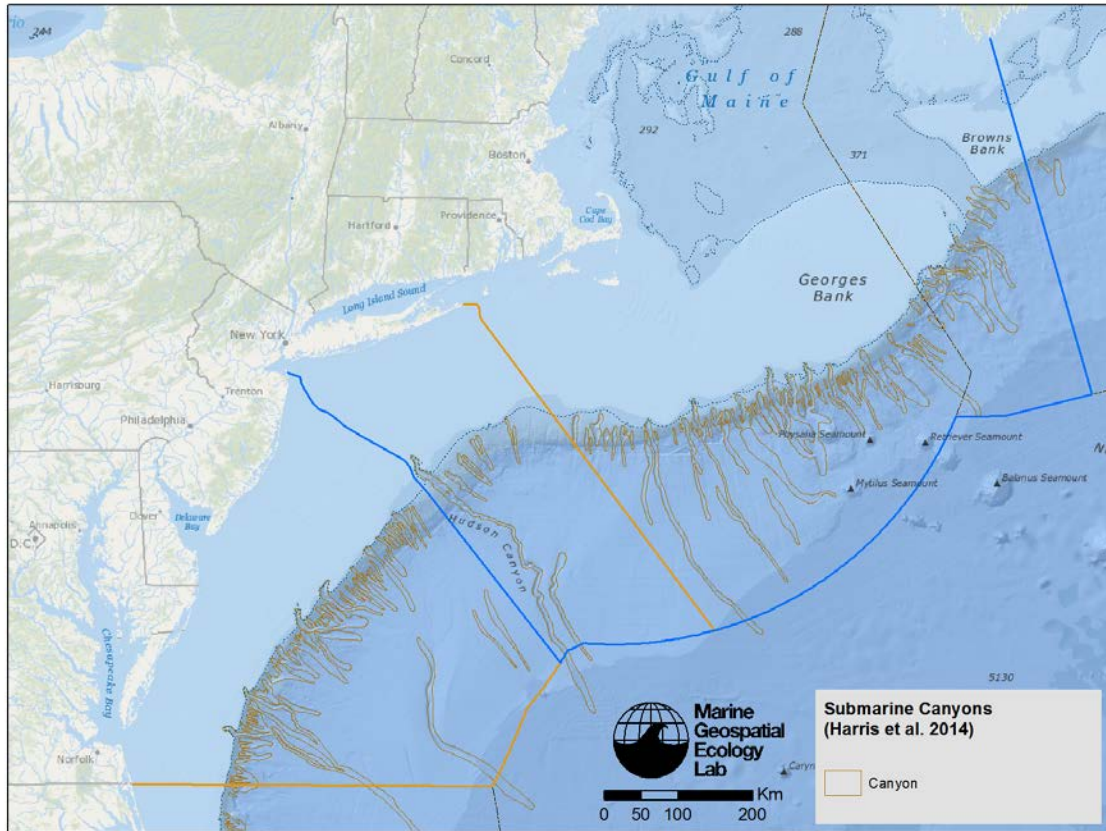 244
Concord
288
Gulf of
Maine
Albany
292
371
Browns
Bank
Boston
Hartford
Providence
Cape
Cod Bay
Georges
Bank
Long Island Sound
New York
Harrisburg
Trenton
Philadelphia
Physalia Seamount
Retriever Seamount
Mytilus Seamount
Balanus Seamount
Hudson Canyon
Annapolis
Dover
Delaware
Bay
D.C.
Chesapeake Bay
5130
Norfolk
Marine
Geospatial
Ecology
Lab
Km
0 50 100 200
Submarine Canyons
(Harris et al. 2014)
Canyon